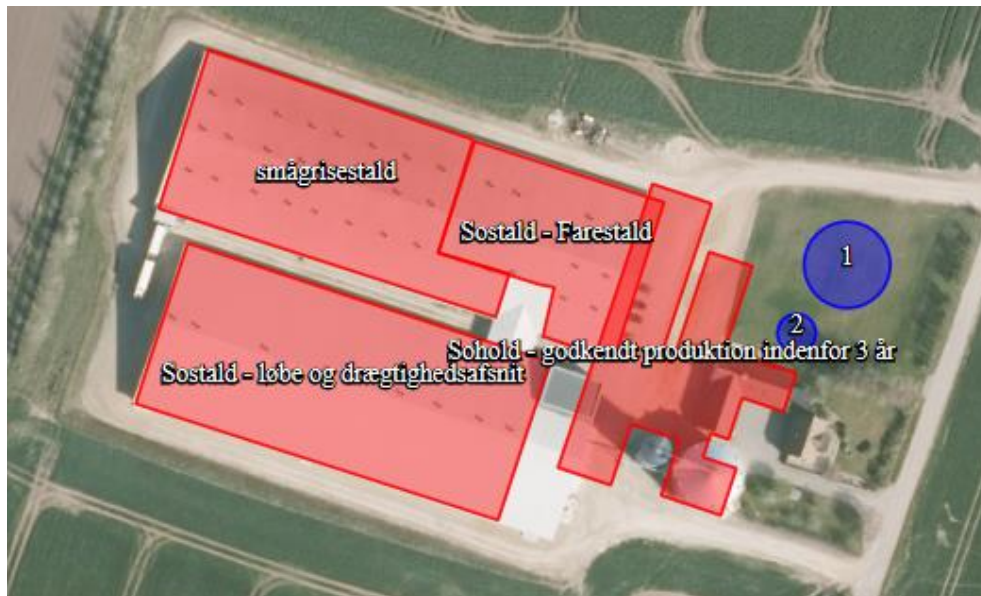 smågrisestald
Sostald - Farestald
1
2
Sohold - godkendt produktion indenfor 3 år
Sostald - løbe og drægtighedsafsnit